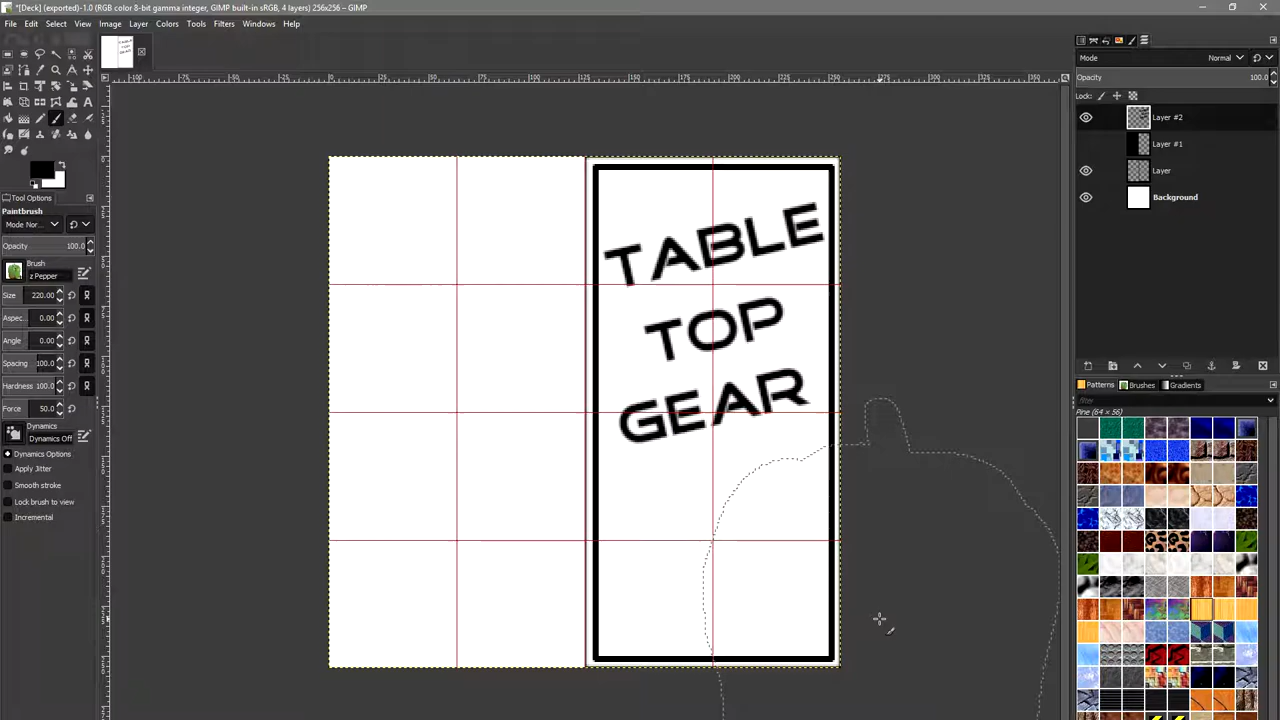 *[Deck] (exported)-1.0 (RGB color 8-bit gamma integer, GIMP built-in sRGB, 4 layers) 256x256 – GIMP
File Edit Select View Image Layer Colors Tools Filters Windows Help
Tool Options
Paintbrush
Mode Nor...
Opacity 100.0
Brush
z Pepper
Size 220.00
Aspec... 0.00
Angle 0.00
Spacing 100.0
Hardness 100.0
Force 50.0
Dynamics
Dynamics Off
Dynamics Options
Apply Jitter
Smooth stroke
Lock brush to view
Incremental
TABLE
TOP
GEAR
Mode Normal
Opacity 100.0
Lock:
Layer #2
Layer #1
Layer
Background
Patterns Brushes Gradients
filter
Pine (64 × 56)